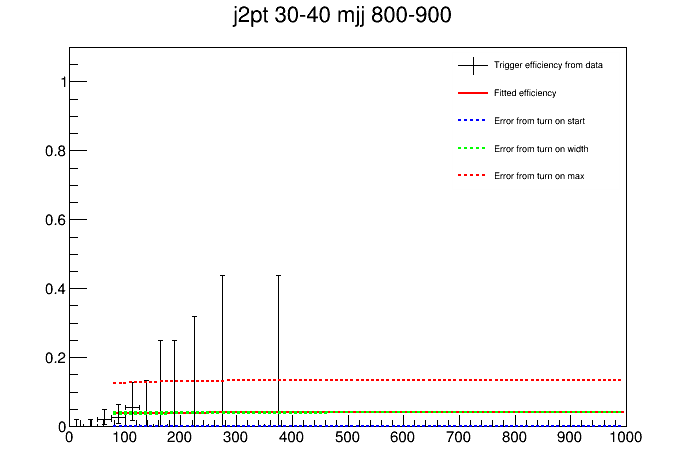 j2pt 30-40 mjj 800-900
Trigger efficiency from data
Fitted efficiency
Error from turn on start
Error from turn on width
Error from turn on max
1
0.8
0.6
0.4
0.2
0
0 100 200 300 400 500 600 700 800 900 1000